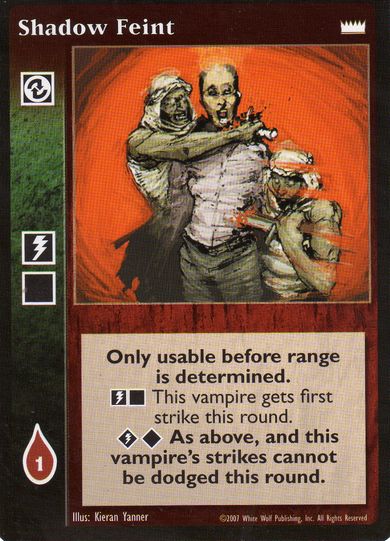 Shadow Feint
Only usable before range
is determined.
This vampire gets first
strike this round.
As above, and this
vampire's strikes cannot
be dodged this round.
1
Illus: Kieran Yanner
©2007 White Wolf Publishing, Inc. All Rights Reserved